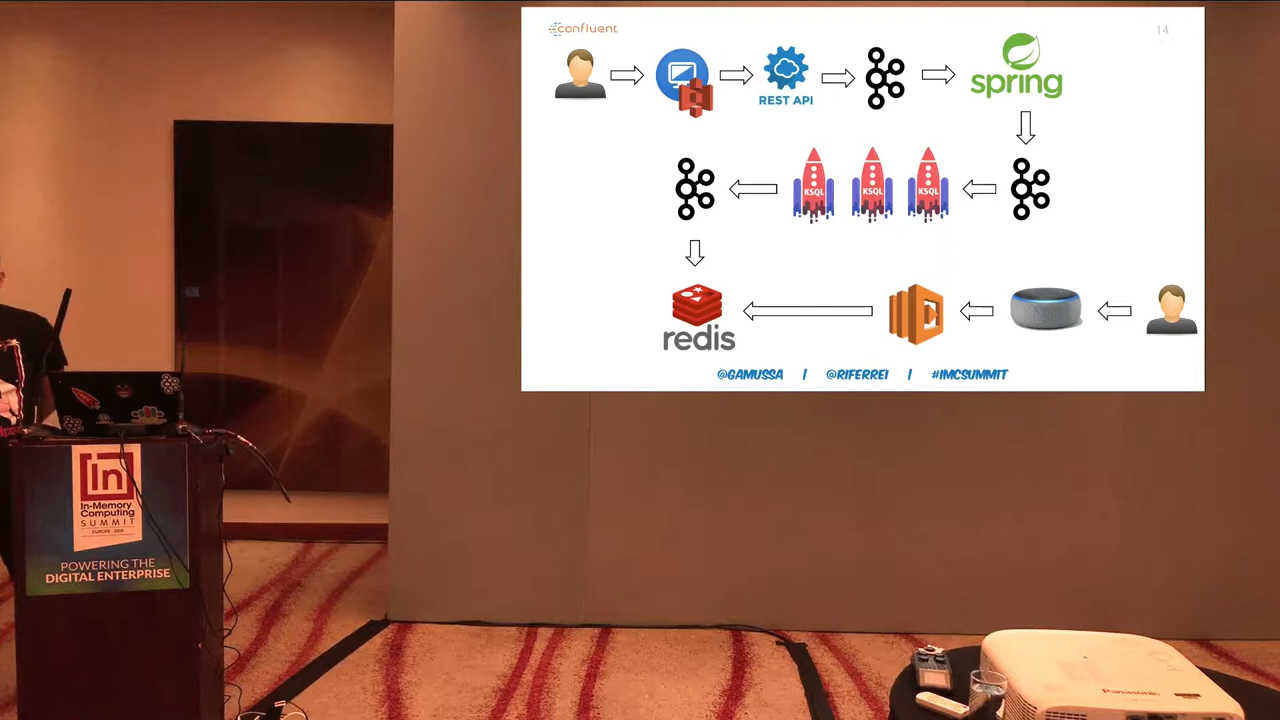 confluent
14
REST API
spring
KSQL
KSQL
KSQL
redis
@GAMUSSA | @RIFERREI | #IMCSUMMIT
In
In-Memory
Computing
SUMMIT
EUROPE - 2019
POWERING THE
DIGITAL ENTERPRISE
Panasonic